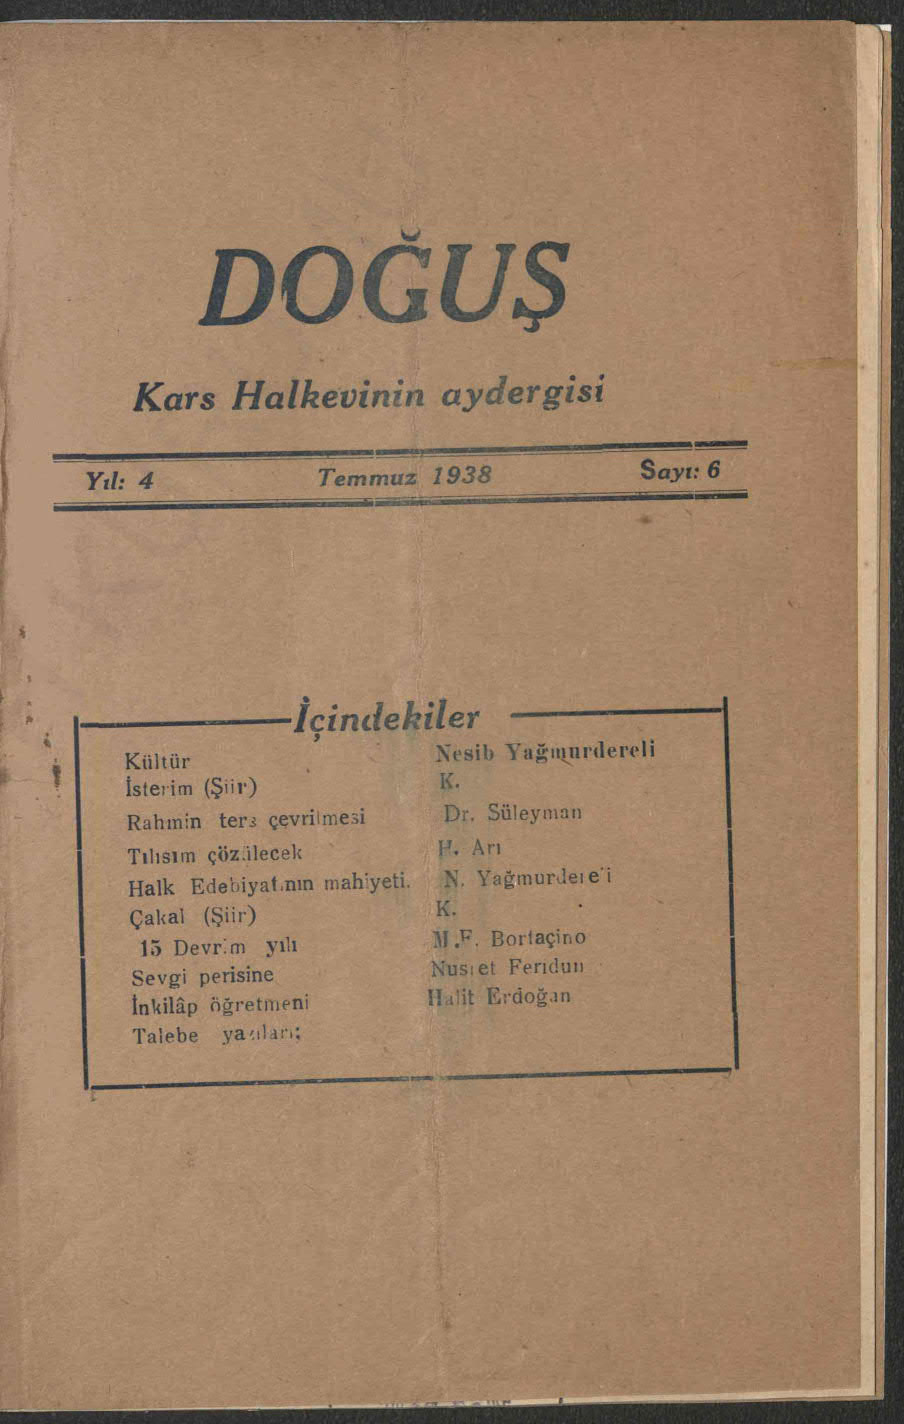 DOĞUŞ
Kars Halkevinin aydergisi
Yıl: 4 Temmuz 1938 Sayı: 6
İçindekiler
Kültür Nesib Yağmurdereli
İsterim (Şiir) K.
Rahmin ters çevrilmesi Dr. Süleyman
Tılısım çözülecek H. Arı
Halk Edebiyatının mahiyeti. N. Yağmurdereli
Çakal (Şiir) K.
15 Devrim yılı M.F. Bortaçino
Sevgi perisine Nusret Feridun
İnkilâp öğretmeni Halit Erdoğan
Talebe yazıları;